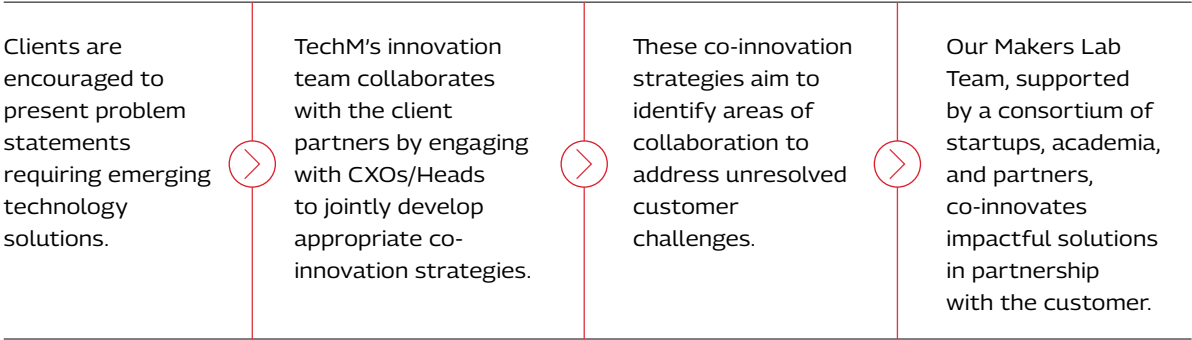 Clients are
encouraged to
present problem
statements
requiring emerging
technology
solutions.
TechM's innovation
team collaborates
with the client
partners by engaging
with CXOs/Heads
to jointly develop
appropriate co-
innovation strategies.
These co-innovation
strategies aim to
identify areas of
collaboration to
address unresolved
customer
challenges.
Our Makers Lab
Team, supported
by a consortium of
startups, academia,
and partners,
co-innovates
impactful solutions
in partnership
with the customer.